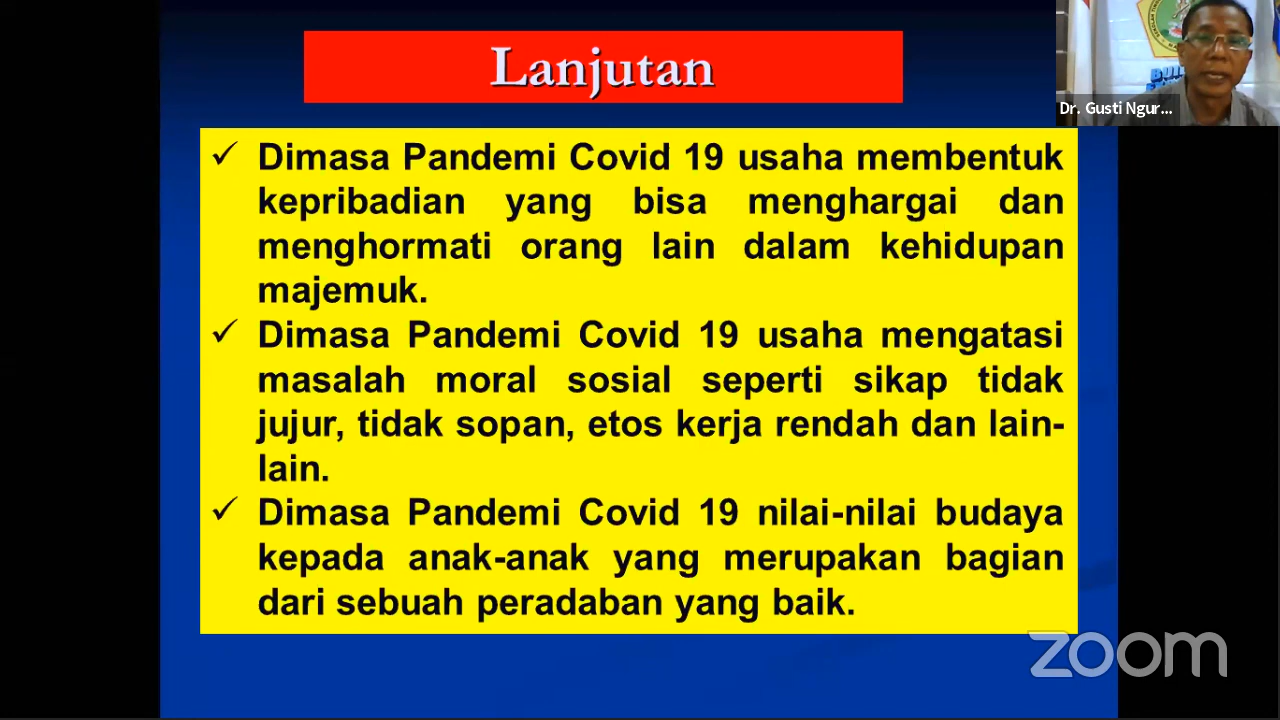 Lanjutan
Dr. Gusti Ngur...
✓ Dimasa Pandemi Covid 19 usaha membentuk
kepribadian yang bisa menghargai dan
menghormati orang lain dalam kehidupan
majemuk.
✓ Dimasa Pandemi Covid 19 usaha mengatasi
masalah moral sosial seperti sikap tidak
jujur, tidak sopan, etos kerja rendah dan lain-
lain.
✓ Dimasa Pandemi Covid 19 nilai-nilai budaya
kepada anak-anak yang merupakan bagian
dari sebuah peradaban yang baik.
zoom